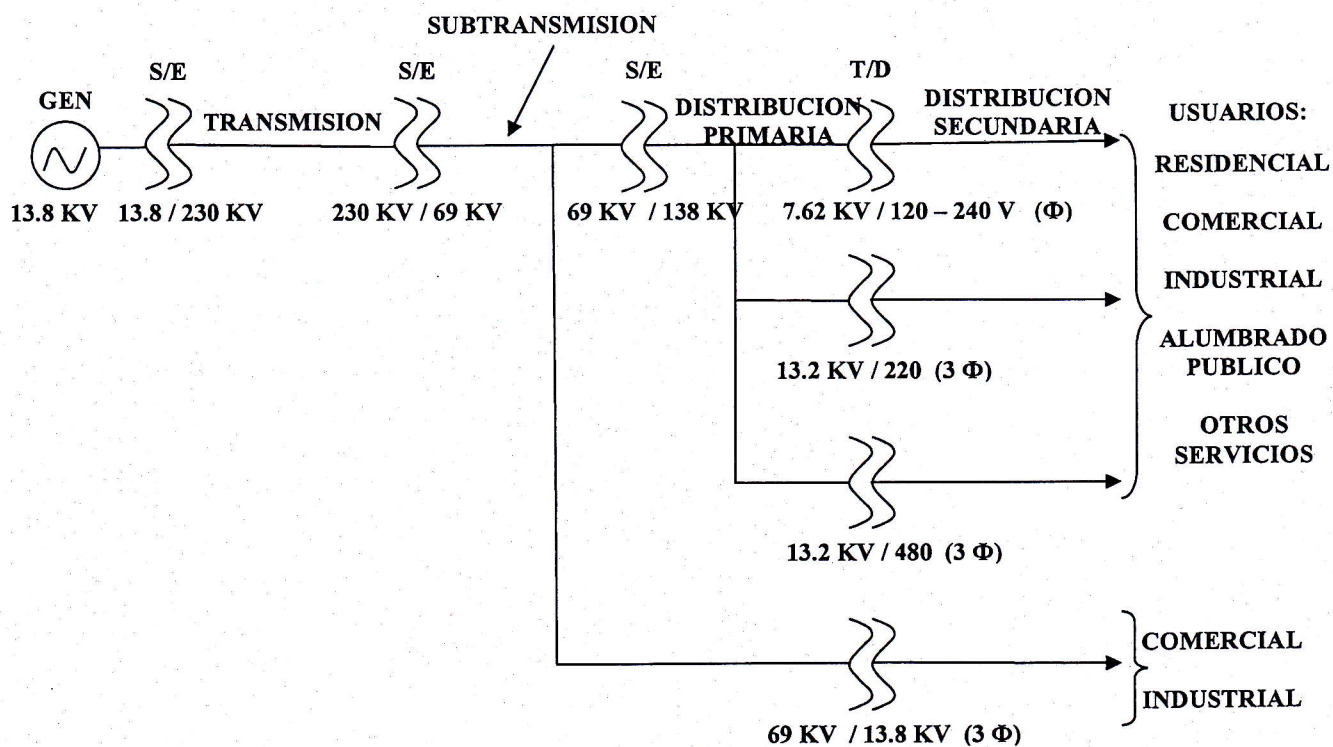 SUBTRANSMISION
S/E
S/E
S/E
T/D
GEN
TRANSMISION
DISTRIBUCION
PRIMARIA
DISTRIBUCION
SECUNDARIA
USUARIOS:
13.8 KV
13.8 / 230 KV
230 KV / 69 KV
69 KV / 138 KV
7.62 KV / 120 – 240 V (Φ)
RESIDENCIAL
COMERCIAL
INDUSTRIAL
ALUMBRADO
PUBLICO
OTROS
SERVICIOS
13.2 KV / 220 (3 Φ)
13.2 KV / 480 (3 Φ)
COMERCIAL
INDUSTRIAL
69 KV / 13.8 KV (3 Φ)